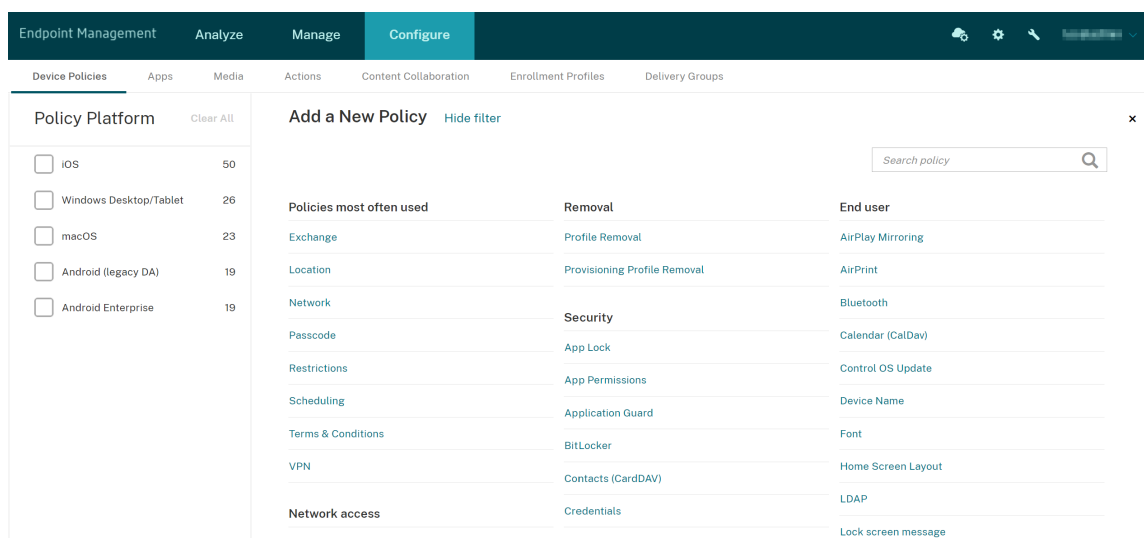 Endpoint Management Analyze Manage Configure
Device Policies Apps Media Actions Content Collaboration Enrollment Profiles Delivery Groups
Policy Platform Clear All
iOS 50
Windows Desktop/Tablet 26
macOS 23
Android (legacy DA) 19
Android Enterprise 19
Add a New Policy Hide filter
Search policy
Policies most often used
Exchange
Location
Network
Passcode
Restrictions
Scheduling
Terms & Conditions
VPN
Network access
Removal
Profile Removal
Provisioning Profile Removal
Security
App Lock
App Permissions
Application Guard
BitLocker
Contacts (CardDAV)
Credentials
End user
AirPlay Mirroring
AirPrint
Bluetooth
Calendar (CalDav)
Control OS Update
Device Name
Font
Home Screen Layout
LDAP
Lock screen message